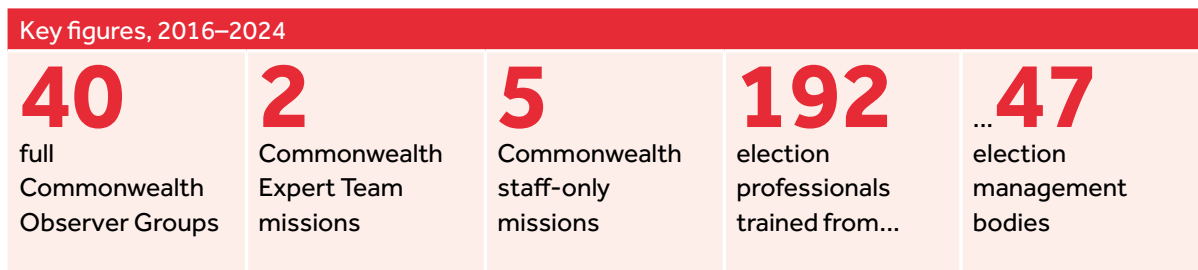 Key figures, 2016–2024
40
full
Commonwealth
Observer Groups
2
Commonwealth
Expert Team
missions
5
Commonwealth
staff-only
missions
192
election
professionals
trained from...
...47
election
management
bodies